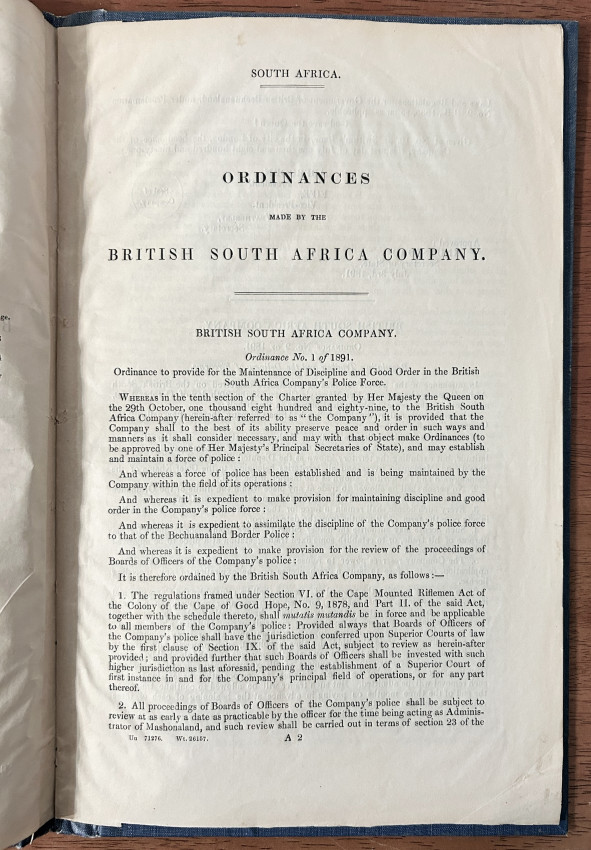 ge.
SOUTH AFRICA.
ORDINANCES
MADE BY THE
BRITISH SOUTH AFRICA COMPANY.
BRITISH SOUTH AFRICA COMPANY.
Ordinance No. 1 of 1891.
Ordinance to provide for the Maintenance of Discipline and Good Order in the British
South Africa Company's Police Force.
WHEREAS in the tenth section of the Charter granted by Her Majesty the Queen on
the 29th October, one thousand eight hundred and eighty-nine, to the British South
Africa Company (herein-after referred to as "the Company"), it is provided that the
Company shall to the best of its ability preserve peace and order in such ways and
manners as it shall consider necessary, and may with that object make Ordinances (to
be approved by one of Her Majesty's Principal Secretaries of State), and may establish
and maintain a force of police :
And whereas a force of police has been established and is being maintained by the
Company within the field of its operations :
And whereas it is expedient to make provision for maintaining discipline and good
order in the Company's police force :
And whereas it is expedient to assimilate the discipline of the Company's police force
to that of the Bechuanaland Border Police :
And whereas it is expedient to make provision for the review of the proceedings of
Boards of Officers of the Company's police :
It is therefore ordained by the British South Africa Company, as follows :—
1. The regulations framed under Section VI. of the Cape Mounted Riflemen Act of
the Colony of the Cape of Good Hope, No. 9, 1878, and Part II. of the said Act,
together with the schedule thereto, shall mutatis mutandis be in force and be applicable
to all members of the Company's police : Provided always that Boards of Officers of
the Company's police shall have the jurisdiction conferred upon Superior Courts of law
by the first clause of Section IX. of the said Act, subject to review as herein-after
provided ; and provided further that such Boards of Officers shall be invested with such
higher jurisdiction as last aforesaid, pending the establishment of a Superior Court of
first instance in and for the Company's principal field of operations, or for any part
thereof.
2. All proceedings of Boards of Officers of the Company's police shall be subject to
review at as early a date as practicable by the officer for the time being acting as Adminis-
trator of Mashonaland, and such review shall be carried out in terms of section 23 of the
Uu 71276. Wt. 26157. A 2